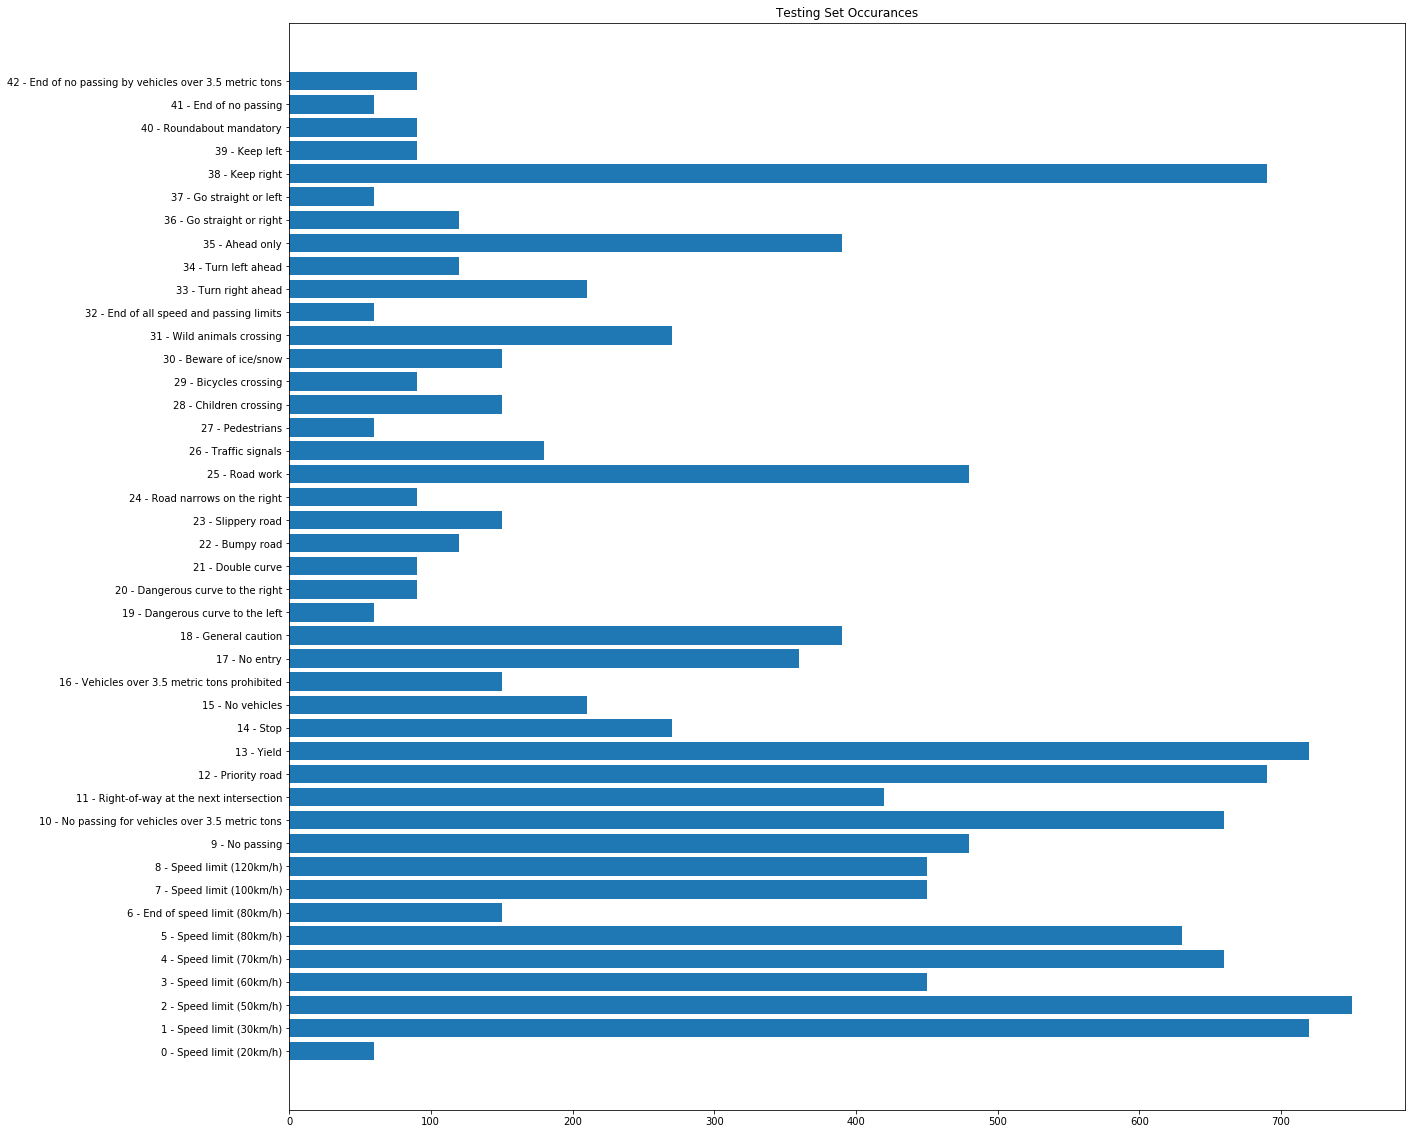 Testing Set Occurances
42 - End of no passing by vehicles over 3.5 metric tons
41 - End of no passing
40 - Roundabout mandatory
39 - Keep left
38 - Keep right
37 - Go straight or left
36 - Go straight or right
35 - Ahead only
34 - Turn left ahead
33 - Turn right ahead
32 - End of all speed and passing limits
31 - Wild animals crossing
30 - Beware of ice/snow
29 - Bicycles crossing
28 - Children crossing
27 - Pedestrians
26 - Traffic signals
25 - Road work
24 - Road narrows on the right
23 - Slippery road
22 - Bumpy road
21 - Double curve
20 - Dangerous curve to the right
19 - Dangerous curve to the left
18 - General caution
17 - No entry
16 - Vehicles over 3.5 metric tons prohibited
15 - No vehicles
14 - Stop
13 - Yield
12 - Priority road
11 - Right-of-way at the next intersection
10 - No passing for vehicles over 3.5 metric tons
9 - No passing
8 - Speed limit (120km/h)
7 - Speed limit (100km/h)
6 - End of speed limit (80km/h)
5 - Speed limit (80km/h)
4 - Speed limit (70km/h)
3 - Speed limit (60km/h)
2 - Speed limit (50km/h)
1 - Speed limit (30km/h)
0 - Speed limit (20km/h)
0 100 200 300 400 500 600 700